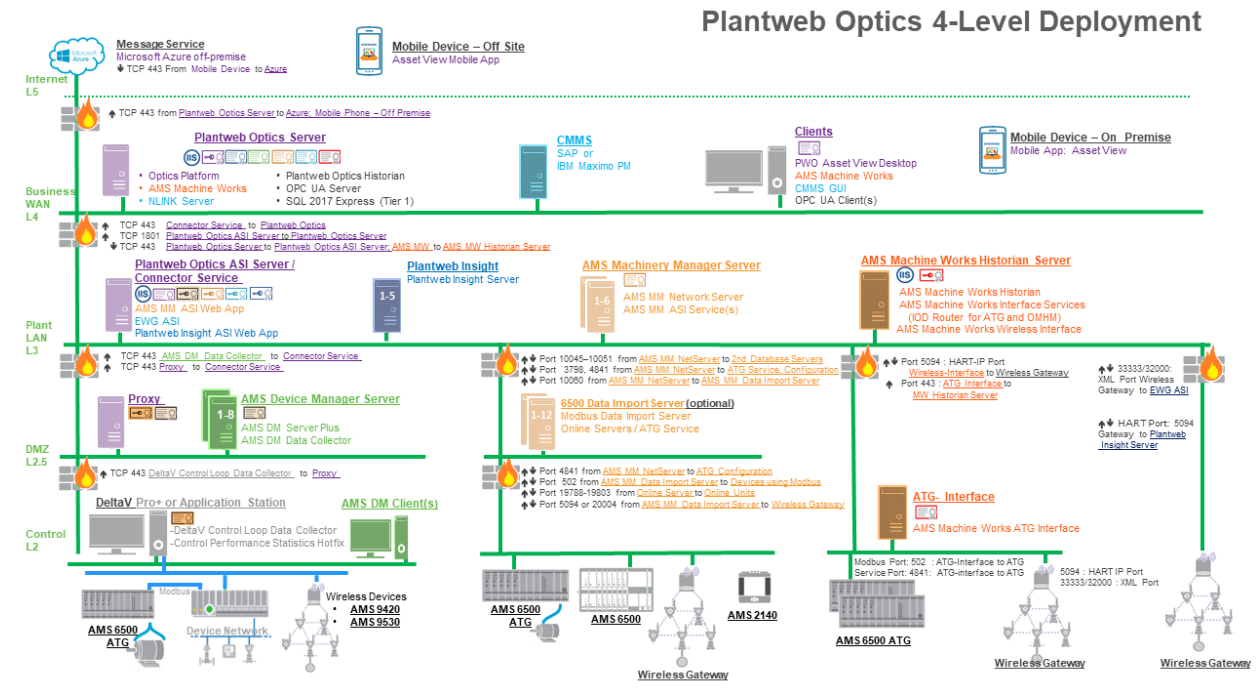 Plantweb Optics 4-Level Deployment
Microsoft
Azure
Message Service
Microsoft Azure off-premise
TCP 443 From Mobile Device to Azure
Mobile Device – Off Site
Asset View Mobile App
Internet
L5
TCP 443 from Plantweb Optics Server to Azure; Mobile Phone – Off Premise
Plantweb Optics Server
IIS
• Optics Platform
• AMS Machine Works
• NLINK Server
• Plantweb Optics Historian
• OPC UA Server
• SQL 2017 Express (Tier 1)
CMMS
SAP or
IBM Maximo PM
Clients
PWO Asset View Desktop
AMS Machine Works
CMMS GUI
OPC UA Client(s)
Mobile Device – On Premise
Mobile App: Asset View
Business
WAN
L4
TCP 443 Connector Service to Plantweb Optics
TCP 1801 Plantweb Optics ASI Server to Plantweb Optics Server
TCP 443 Plantweb Optics Server to Plantweb Optics ASI Server; AMS MW to AMS MW Historian Server
Plantweb Optics ASI Server /
Connector Service
IIS
AMS MM ASI Web App
EWG ASI
Plantweb Insight ASI Web App
Plantweb Insight
Plantweb Insight Server
1-5
AMS Machinery Manager Server
1-6
AMS MM Network Server
AMS MM ASI Service(s)
AMS Machine Works Historian Server
IIS
AMS Machine Works Historian
AMS Machine Works Interface Services
(IOD Router for ATG and OMHM)
AMS Machine Works Wireless Interface
Plant
LAN
L3
TCP 443 AMS DM Data Collector to Connector Service
TCP 443 Proxy to Connector Service
Port 10045–10051 from AMS MM NetServer to 2nd Database Servers
Port 3798, 4841 from AMS MM NetServer to ATG Service, Configuration
Port 10060 from AMS MM NetServer to AMS MM Data Import Server
Port 5094 : HART-IP Port
Wireless-Interface to Wireless Gateway
Port 443 : ATG Interface to
MW Historian Server
33333/32000:
XML Port Wireless
Gateway to EWG ASI
HART Port: 5094
Gateway to Plantweb
Insight Server
Proxy
AMS Device Manager Server
1-8
AMS DM Server Plus
AMS DM Data Collector
6500 Data Import Server (optional)
1-12
Modbus Data Import Server
Online Servers / ATG Service
DMZ
L2.5
TCP 443 DeltaV Control Loop Data Collector to Proxy
Port 4841 from AMS MM NetServer to ATG Configuration
Port 502 from AMS MM Data Import Server to Devices using Modbus
Port 19788-19803 from Online Server to Online Units
Port 5094 or 20004 from AMS MM Data Import Server to Wireless Gateway
DeltaV Pro+ or Application Station
-DeltaV Control Loop Data Collector
-Control Performance Statistics Hotfix
AMS DM Client(s)
ATG- Interface
AMS Machine Works ATG Interface
Control
L2
Modbus
AMS 6500
ATG
Device Network
Wireless Devices
• AMS 9420
• AMS 9530
AMS 6500
ATG
AMS 6500
Wireless Gateway
AMS 2140
Modbus Port: 502 : ATG-Interface to ATG
Service Port: 4841: ATG-interface to ATG
AMS 6500 ATG
5094 : HART IP Port
33333/32000 : XML Port
Wireless Gateway
Wireless Gateway